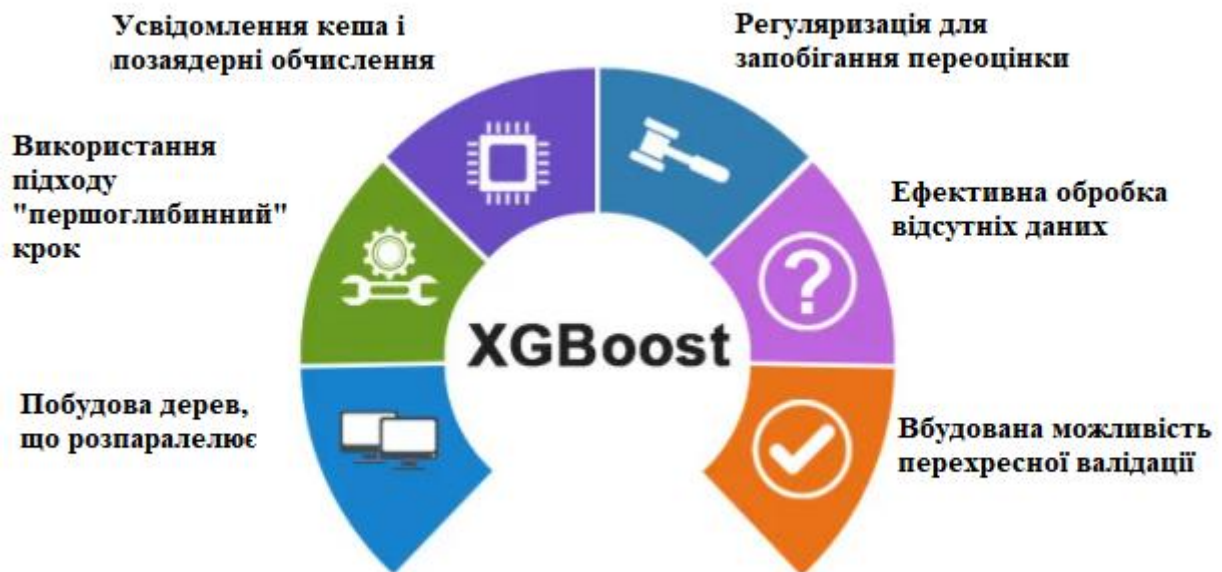 Усвідомлення кеша і
позаядерні обчислення
Регуляризація для
запобігання переоцінки
Використання
підходу
"першоглибинний"
крок
Ефективна обробка
відсутніх даних
XGBoost
Побудова дерев,
що розпаралелює
Вбудована можливість
перехресної валідації